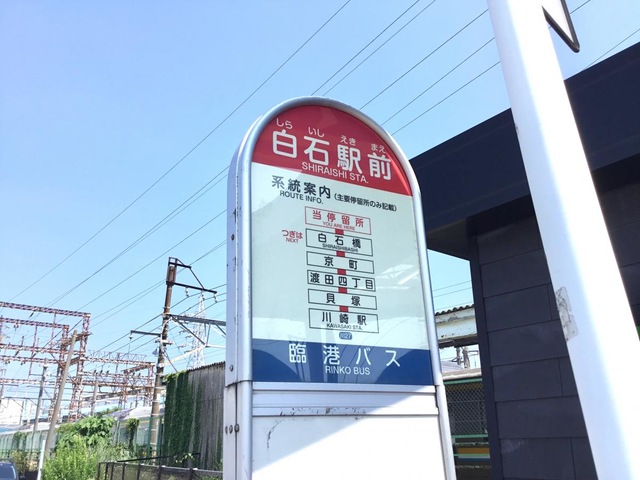 しら いし えき まえ
白石駅前
SHIRAISHI STA.
系統案内 (主要停留所のみ記載)
ROUTE INFO.
当停留所
YOU ARE HERE
つぎは
NEXT
白石橋
SHIRAISHIBASHI
京町
渡田四丁目
貝塚
川崎駅
KAWASAKI STA.
臨港バス
RINKO BUS